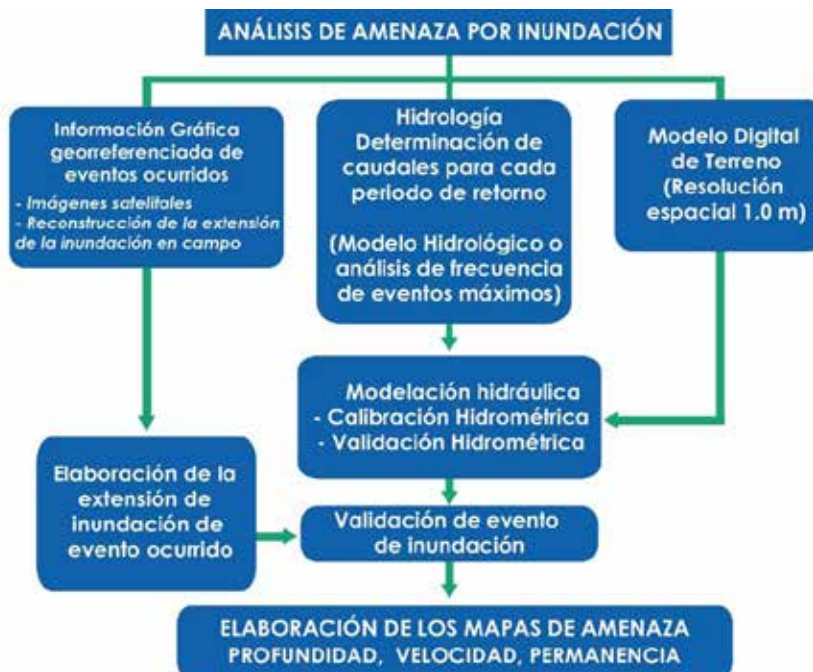 ANÁLISIS DE AMENAZA POR INUNDACIÓN
Información Gráfica
georreferenciada de
eventos ocurridos
- Imágenes satelitales
- Reconstrucción de la extensión
de la inundación en campo
Hidrología
Determinación de
caudales para cada
periodo de retorno
(Modelo Hidrológico o
análisis de frecuencia
de eventos máximos)
Modelo Digital
de Terreno
(Resolución
espacial 1.0 m)
Modelación hidráulica
- Calibración Hidrométrica
- Validación Hidrométrica
Elaboración de la
extensión de
inundación de
evento ocurrido
Validación de evento
de inundación
ELABORACIÓN DE LOS MAPAS DE AMENAZA
PROFUNDIDAD, VELOCIDAD, PERMANENCIA